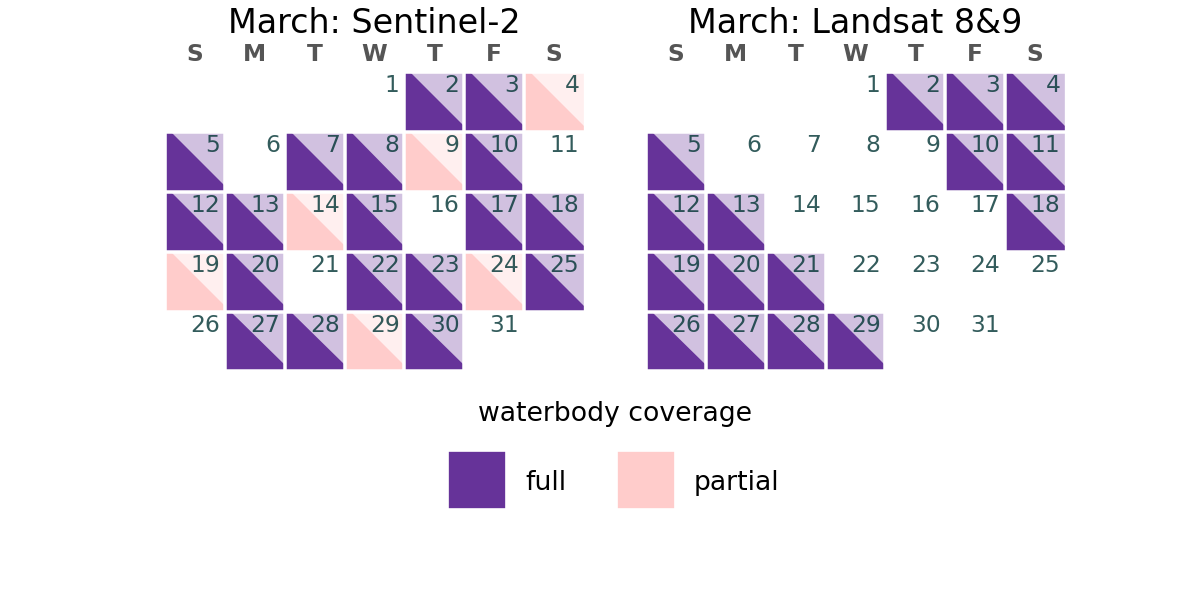 March: Sentinel-2
S M T W T F S
1 2 3 4
5 6 7 8 9 10 11
12 13 14 15 16 17 18
19 20 21 22 23 24 25
26 27 28 29 30 31
March: Landsat 8&9
S M T W T F S
1 2 3 4
5 6 7 8 9 10 11
12 13 14 15 16 17 18
19 20 21 22 23 24 25
26 27 28 29 30 31
waterbody coverage
full partial